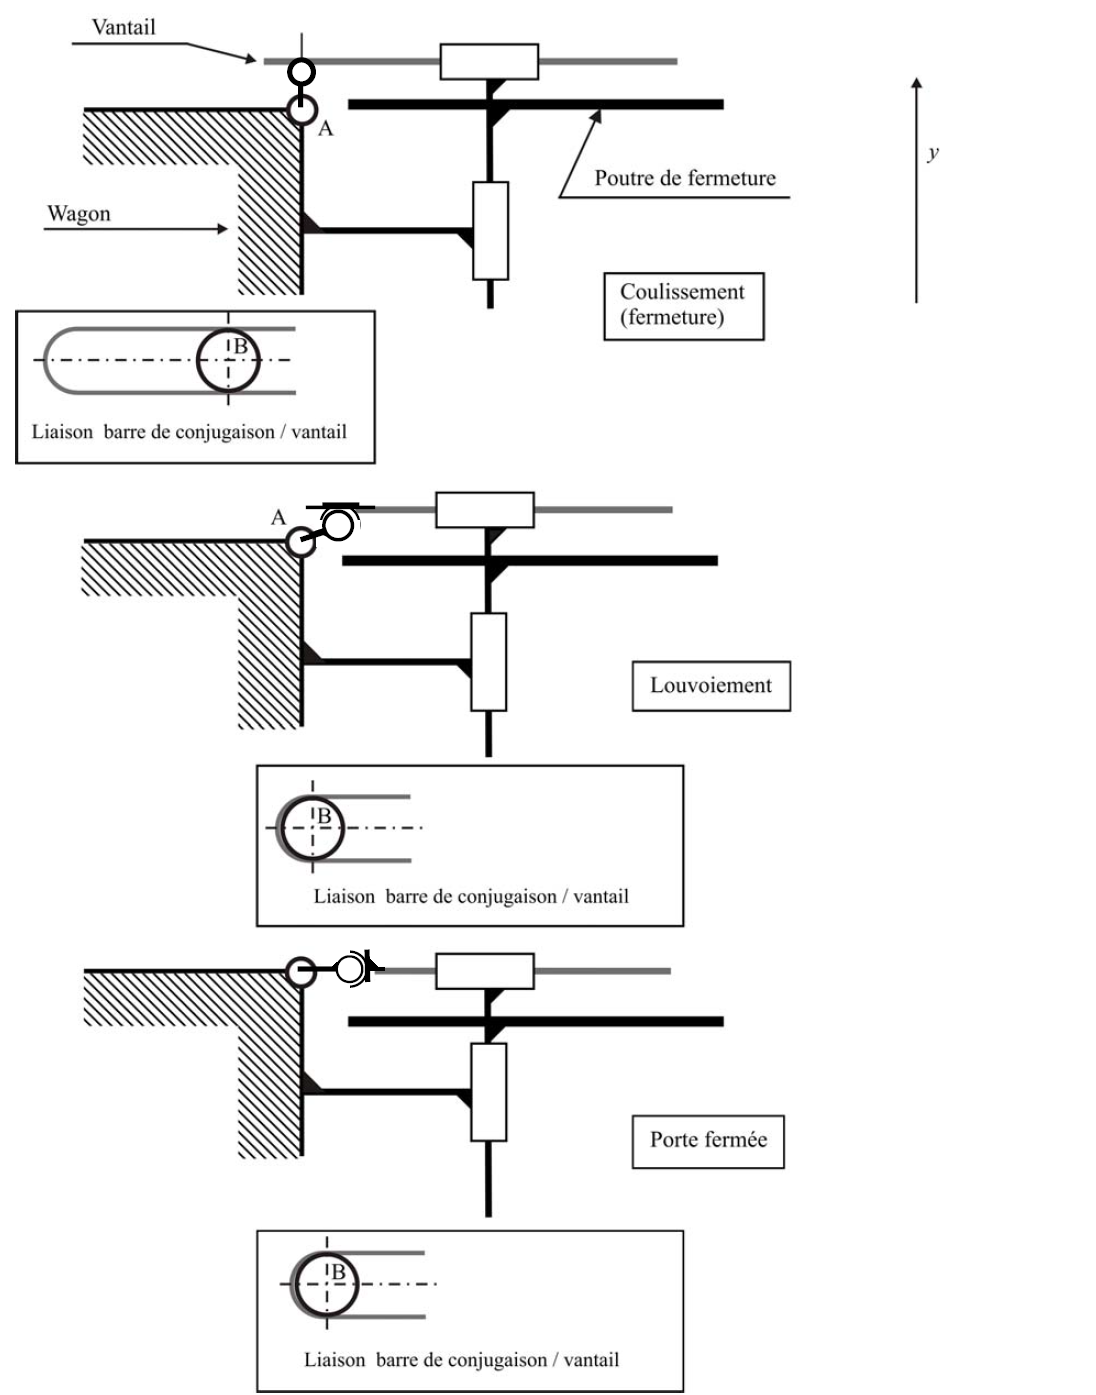 Vantail
A
y
Poutre de fermeture
Wagon
Coulissement
(fermeture)
B
Liaison barre de conjugaison / vantail
A
Louvoiement
B
Liaison barre de conjugaison / vantail
Porte fermée
B
Liaison barre de conjugaison / vantail